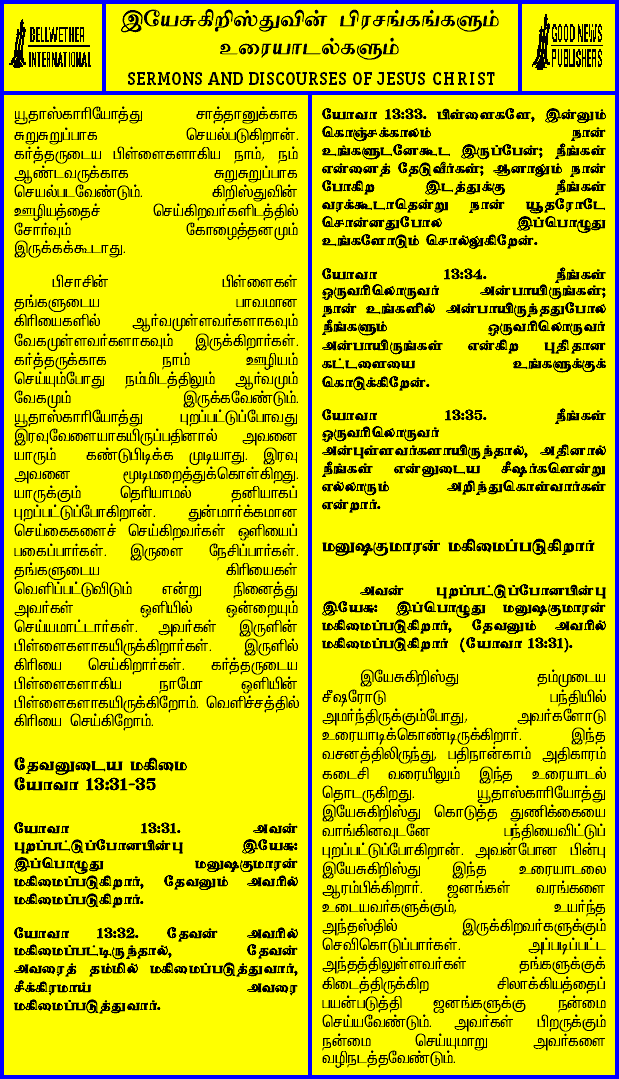 BELLWETHER
INTERNATIONAL
இயேசுகிறிஸ்துவின் பிரசங்கங்களும்
உரையாடல்களும்
SERMONS AND DISCOURSES OF JESUS CHRIST
GOOD NEWS
PUBLISHERS
யூதாஸ்காரியோத்து சாத்தானுக்காக
சுறுசுறுப்பாக செயல்படுகிறான்.
கர்த்தருடைய பிள்ளைகளாகிய நாம், நம்
ஆண்டவருக்காக சுறுசுறுப்பாகச்
செயல்படவேண்டும். கிறிஸ்துவின்
ஊழியத்தைச் செய்கிறவர்களிடத்தில்
சோர்வும் கோழைத்தனமும்
இருக்கக்கூடாது.
பிசாசின் பிள்ளைகள்
தங்களுடைய பாவமான
கிரியைகளில் ஆர்வமுள்ளவர்களாகவும்
வேகமுள்ளவர்களாகவும் இருக்கிறார்கள்.
கர்த்தருக்காக நாம் ஊழியம்
செய்யும்போது நம்மிடத்திலும் ஆர்வமும்
வேகமும் இருக்கவேண்டும்.
யூதாஸ்காரியோத்து புறப்பட்டுப்போவது
இரவுவேளையாகயிருப்பதினால் அவனை
யாரும் கண்டுபிடிக்க முடியாது. இரவு
அவனை மூடிமறைத்துக்கொள்கிறது.
யாருக்கும் தெரியாமல் தனியாகப்
புறப்பட்டுப்போகிறான். துன்மார்க்கமான
செய்கைகளைச் செய்கிறவர்கள் ஒளியைப்
பகைப்பார்கள். இருளை நேசிப்பார்கள்.
தங்களுடைய கிரியைகள்
வெளிப்பட்டுவிடும் என்று நினைத்து
அவர்கள் ஒளியில் ஒன்றையும்
செய்யமாட்டார்கள். அவர்கள் இருளின்
பிள்ளைகளாகயிருக்கிறார்கள். இருளில்
கிரியை செய்கிறார்கள். கர்த்தருடைய
பிள்ளைகளாகிய நாமோ ஒளியின்
பிள்ளைகளாகயிருக்கிறோம். வெளிச்சத்தில்
கிரியை செய்கிறோம்.
தேவனுடைய மகிமை
யோவா 13:31-35
யோவா 13:31. அவன்
புறப்பட்டுப்போனபின்பு இயேசு:
இப்பொழுது மனுஷகுமாரன்
மகிமைப்படுகிறார், தேவனும் அவரில்
மகிமைப்படுகிறார்.
யோவா 13:32. தேவன் அவரில்
மகிமைப்பட்டிருந்தால், தேவன்
அவரைத் தம்மில் மகிமைப்படுத்துவார்,
சீக்கிரமாய் அவரை
மகிமைப்படுத்துவார்.
யோவா 13:33. பிள்ளைகளே, இன்னும்
கொஞ்சக்காலம் நான்
உங்களுடனேகூட இருப்பேன்; நீங்கள்
என்னைத் தேடுவீர்கள்; ஆனாலும் நான்
போகிற இடத்துக்கு நீங்கள்
வரக்கூடாதென்று நான் யூதரோடே
சொன்னதுபோல இப்பொழுது
உங்களோடும் சொல்லுகிறேன்.
யோவா 13:34. நீங்கள்
ஒருவரிலொருவர் அன்பாயிருங்கள்;
நான் உங்களில் அன்பாயிருந்ததுபோல
நீங்களும் ஒருவரிலொருவர்
அன்பாயிருங்கள் என்கிற புதிதான
கட்டளையை உங்களுக்குக்
கொடுக்கிறேன்.
யோவா 13:35. நீங்கள்
ஒருவரிலொருவர்
அன்புள்ளவர்களாயிருந்தால், அதினால்
நீங்கள் என்னுடைய சீஷர்களென்று
எல்லாரும் அறிந்துகொள்வார்கள்
என்றார்.
மனுஷகுமாரன் மகிமைப்படுகிறார்
அவன் புறப்பட்டுப்போனபின்பு
இயேசு: இப்பொழுது மனுஷகுமாரன்
மகிமைப்படுகிறார், தேவனும் அவரில்
மகிமைப்படுகிறார் (யோவா 13:31).
இயேசுகிறிஸ்து தம்முடைய
சீஷரோடு பந்தியில்
அமர்ந்திருக்கும்போது, அவர்களோடு
உரையாடிக்கொண்டிருக்கிறார். இந்த
வசனத்திலிருந்து, பதினான்காம் அதிகாரம்
கடைசி வரையிலும் இந்த உரையாடல்
தொடருகிறது. யூதாஸ்காரியோத்து
இயேசுகிறிஸ்து கொடுத்த துணிக்கையை
வாங்கினவுடனே பந்தியைவிட்டுப்
புறப்பட்டுப்போகிறான். அவன்போன பின்பு
இயேசுகிறிஸ்து இந்த உரையாடலை
ஆரம்பிக்கிறார். ஜனங்கள் வரங்களை
உடையவர்களுக்கும், உயர்ந்த
அந்தஸ்தில் இருக்கிறவர்களுக்கும்
செவிகொடுப்பார்கள். அப்படிப்பட்ட
அந்தத்திலுள்ளவர்கள் தங்களுக்குக்
கிடைத்திருக்கிற சிலாக்கியத்தைப்
பயன்படுத்தி ஜனங்களுக்கு நன்மை
செய்யவேண்டும். அவர்கள் பிறருக்கும்
நன்மை செய்யுமாறு அவர்களை
வழிநடத்தவேண்டும்.